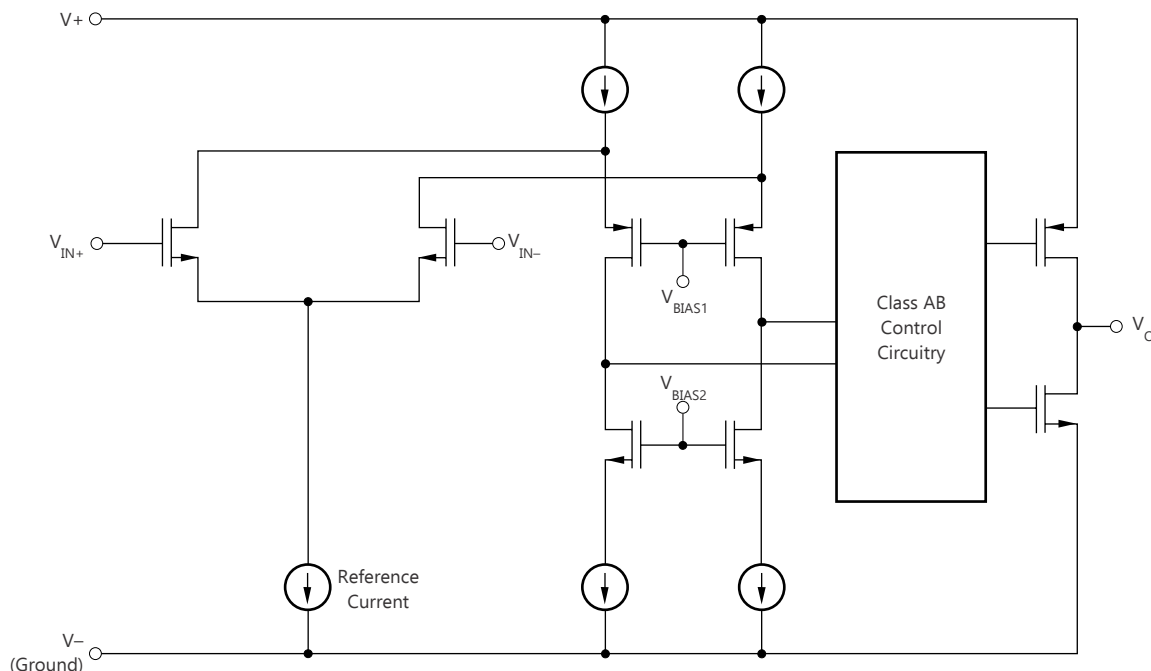 V+
V IN+
V IN–
V BIAS1
V BIAS2
Class AB
Control
Circuitry
V O
Reference
Current
V–
(Ground)